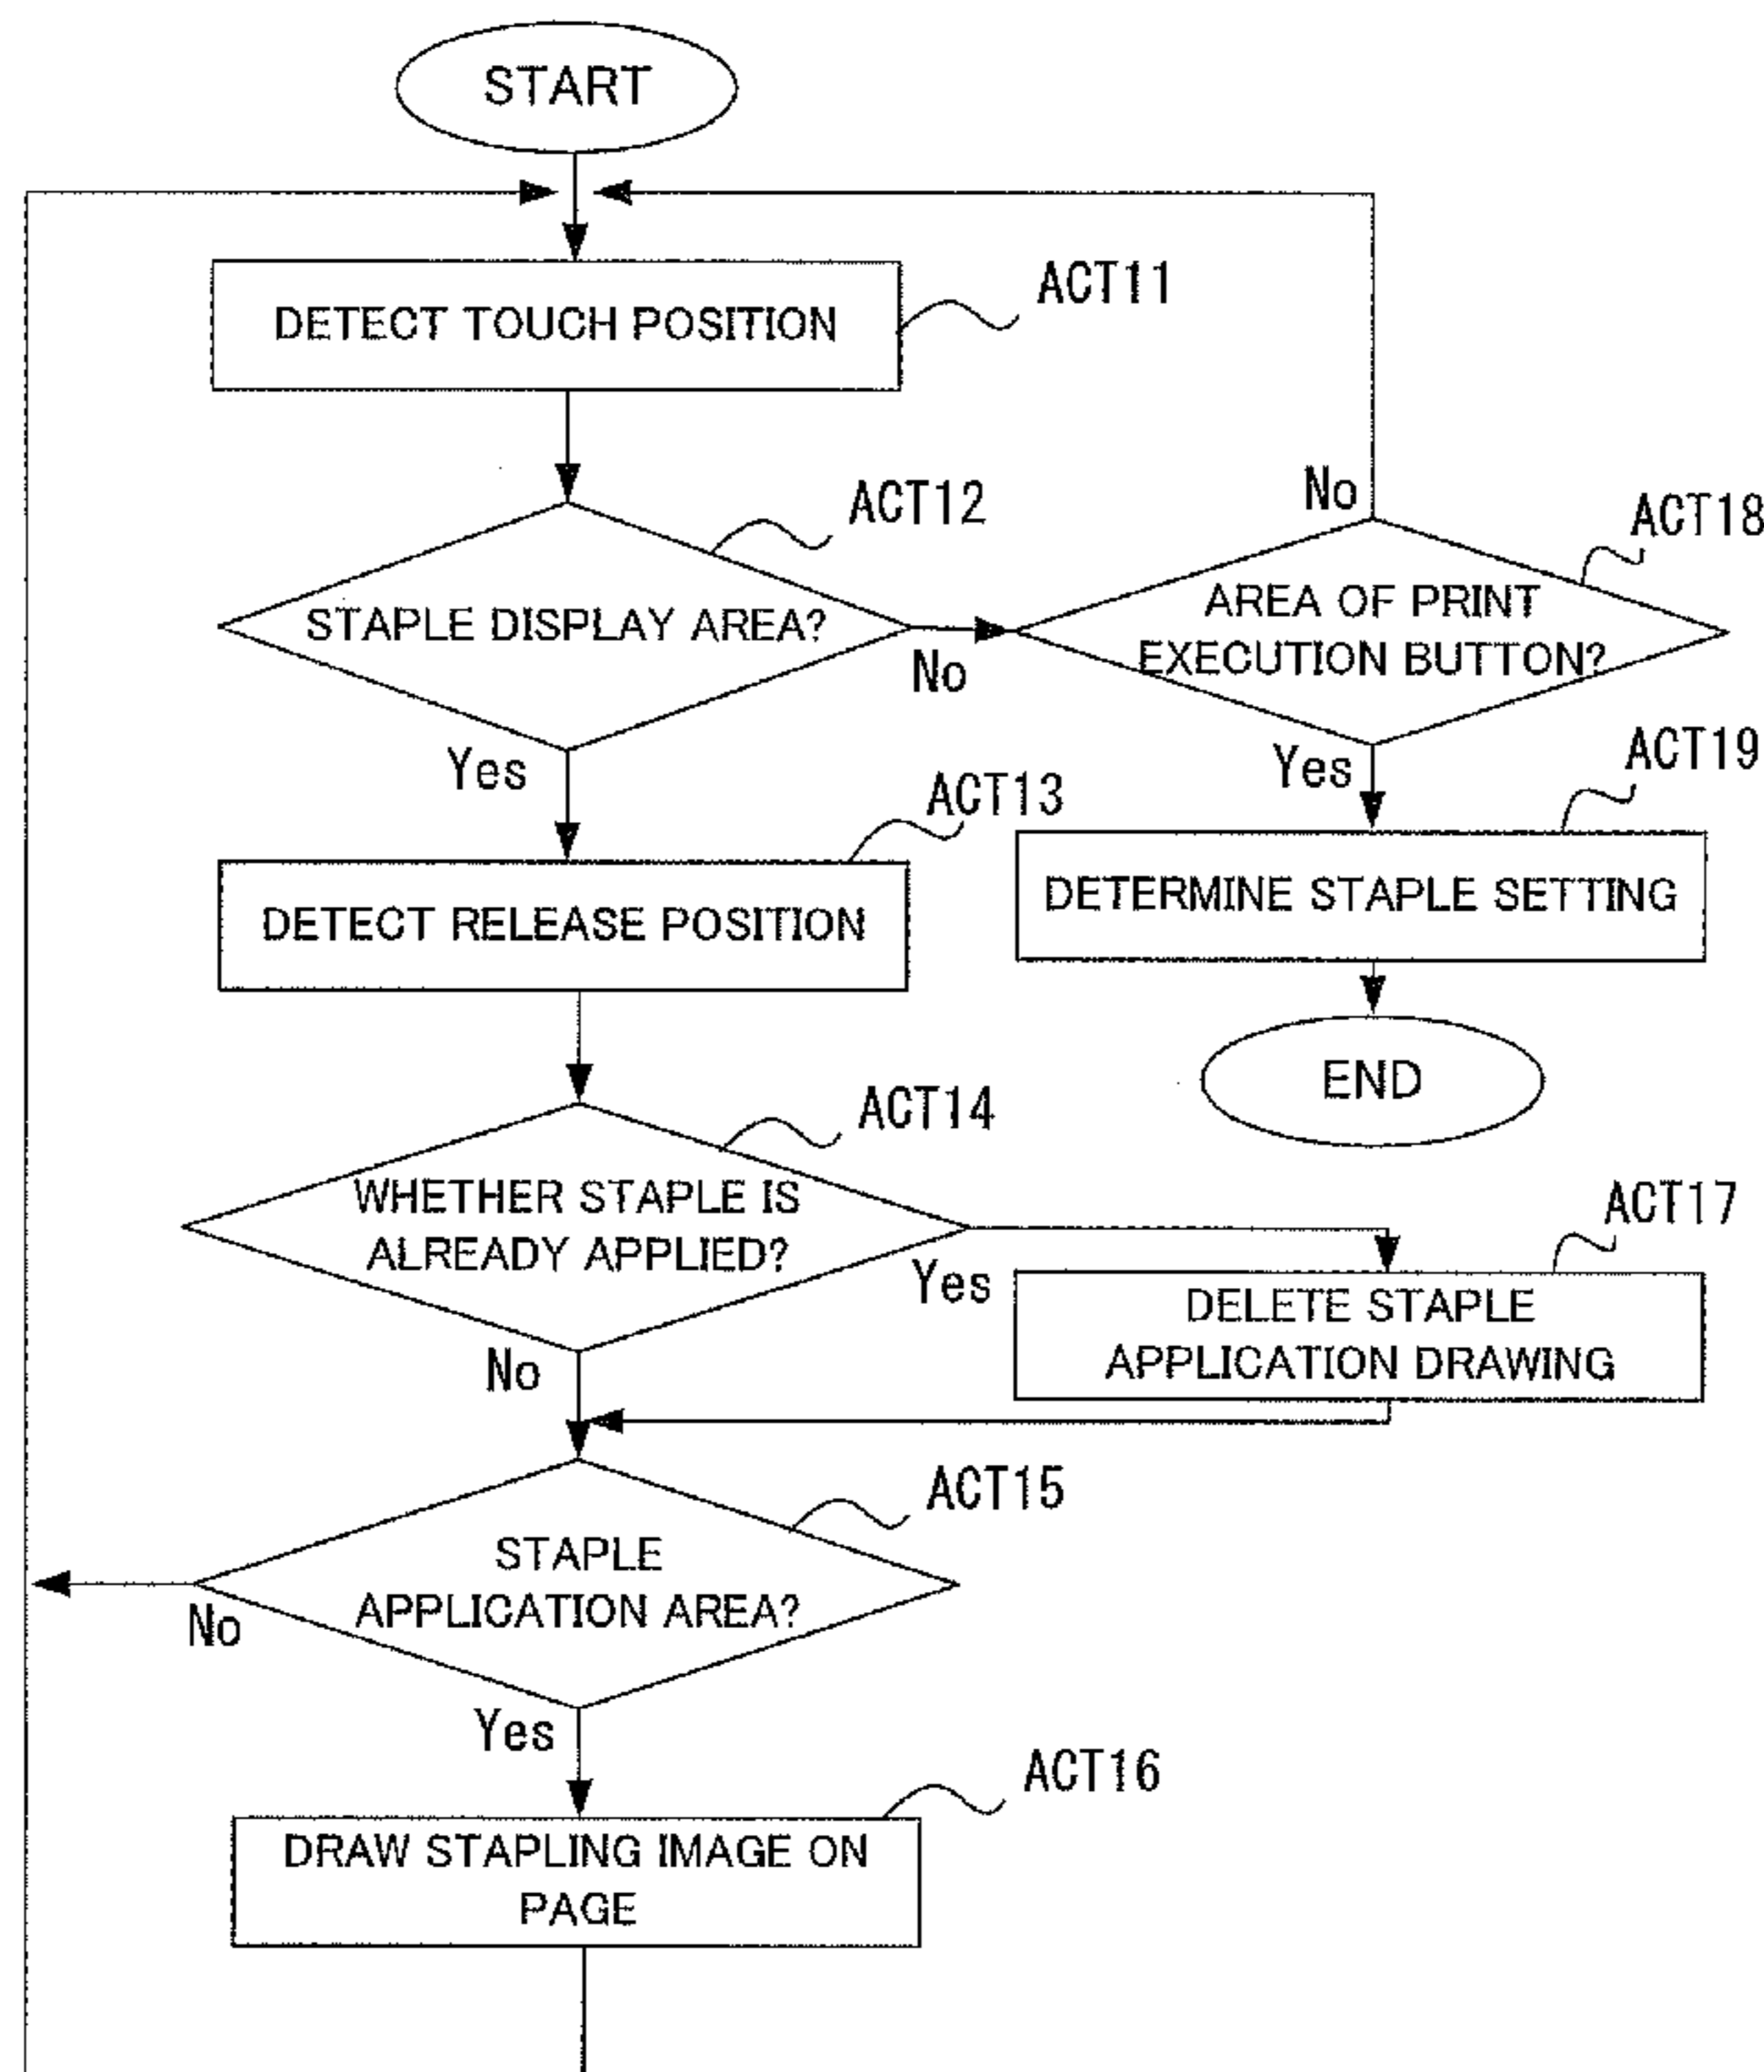 START
DETECT TOUCH POSITION
ACT11
STAPLE DISPLAY AREA?
ACT12
No
Yes
AREA OF PRINT
EXECUTION BUTTON?
ACT18
No
Yes
DETERMINE STAPLE SETTING
ACT19
END
DETECT RELEASE POSITION
ACT13
WHETHER STAPLE IS
ALREADY APPLIED?
ACT14
Yes
No
DELETE STAPLE
APPLICATION DRAWING
ACT17
STAPLE
APPLICATION AREA?
ACT15
No
Yes
DRAW STAPLING IMAGE ON
PAGE
ACT16